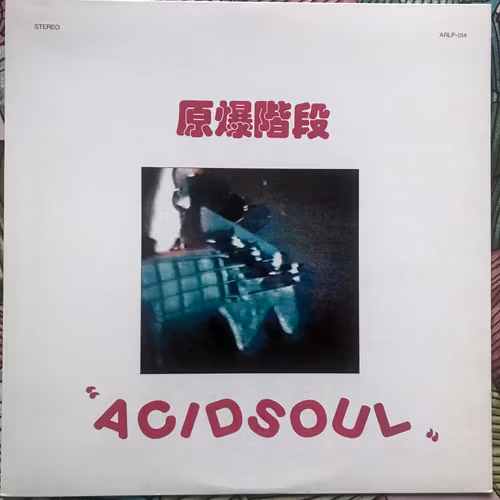 STEREO
ARLP-014
原爆階段
"ACIDSOUL„